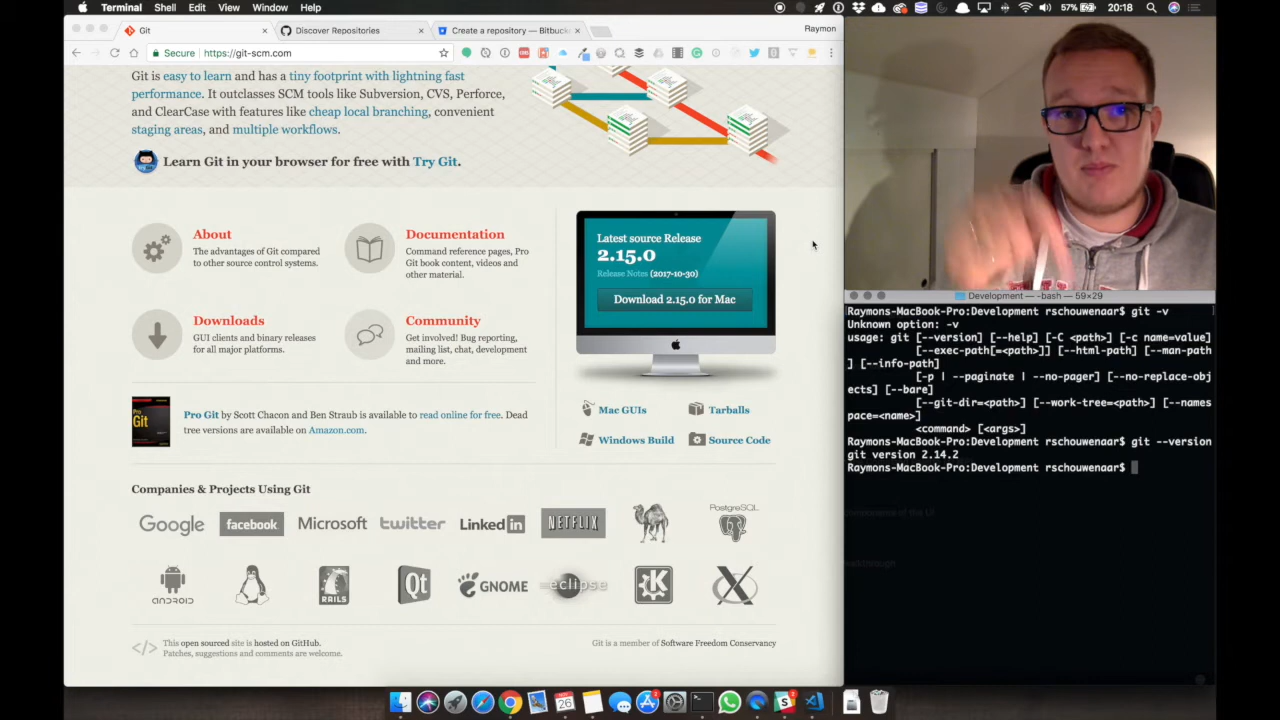 Terminal Shell Edit View Window Help
57% 20:18
Git
Discover Repositories
Create a repository — Bitbuck
Raymon
Secure https://git-scm.com
Git is easy to learn and has a tiny footprint with lightning fast
performance. It outclasses SCM tools like Subversion, CVS, Perforce,
and ClearCase with features like cheap local branching, convenient
staging areas, and multiple workflows.
Learn Git in your browser for free with Try Git.
About
The advantages of Git compared
to other source control systems.
Documentation
Command reference pages, Pro
Git book content, videos and
other material.
Downloads
GUI clients and binary releases
for all major platforms.
Community
Get involved! Bug reporting,
mailing list, chat, development
and more.
Latest source Release
2.15.0
Release Notes (2017-10-30)
Download 2.15.0 for Mac
Mac GUIs
Tarballs
Windows Build
Source Code
Pro
Git
Pro Git by Scott Chacon and Ben Straub is available to read online for free. Dead
tree versions are available on Amazon.com.
Companies & Projects Using Git
Google facebook Microsoft twitter Linked in NETFLIX PostgreSQL
ANDROID RAILS Qt GNOME eclipse K X
</> This open sourced site is hosted on GitHub.
Patches, suggestions and comments are welcome.
Git is a member of Software Freedom Conservancy
Development — -bash — 59×29
Raymons-MacBook-Pro:Development rschouwenaar$ git -v
Unknown option: -v
usage: git [--version] [--help] [-C <path>] [-c name=value]
[--exec-path[=<path>]] [--html-path] [--man-path
] [--info-path]
[-p | --paginate | --no-pager] [--no-replace-obj
ects] [--bare]
[--git-dir=<path>] [--work-tree=<path>] [--names
pace=<name>]
<command> [<args>]
Raymons-MacBook-Pro:Development rschouwenaar$ git --version
git version 2.14.2
Raymons-MacBook-Pro:Development rschouwenaar$
NOV
26